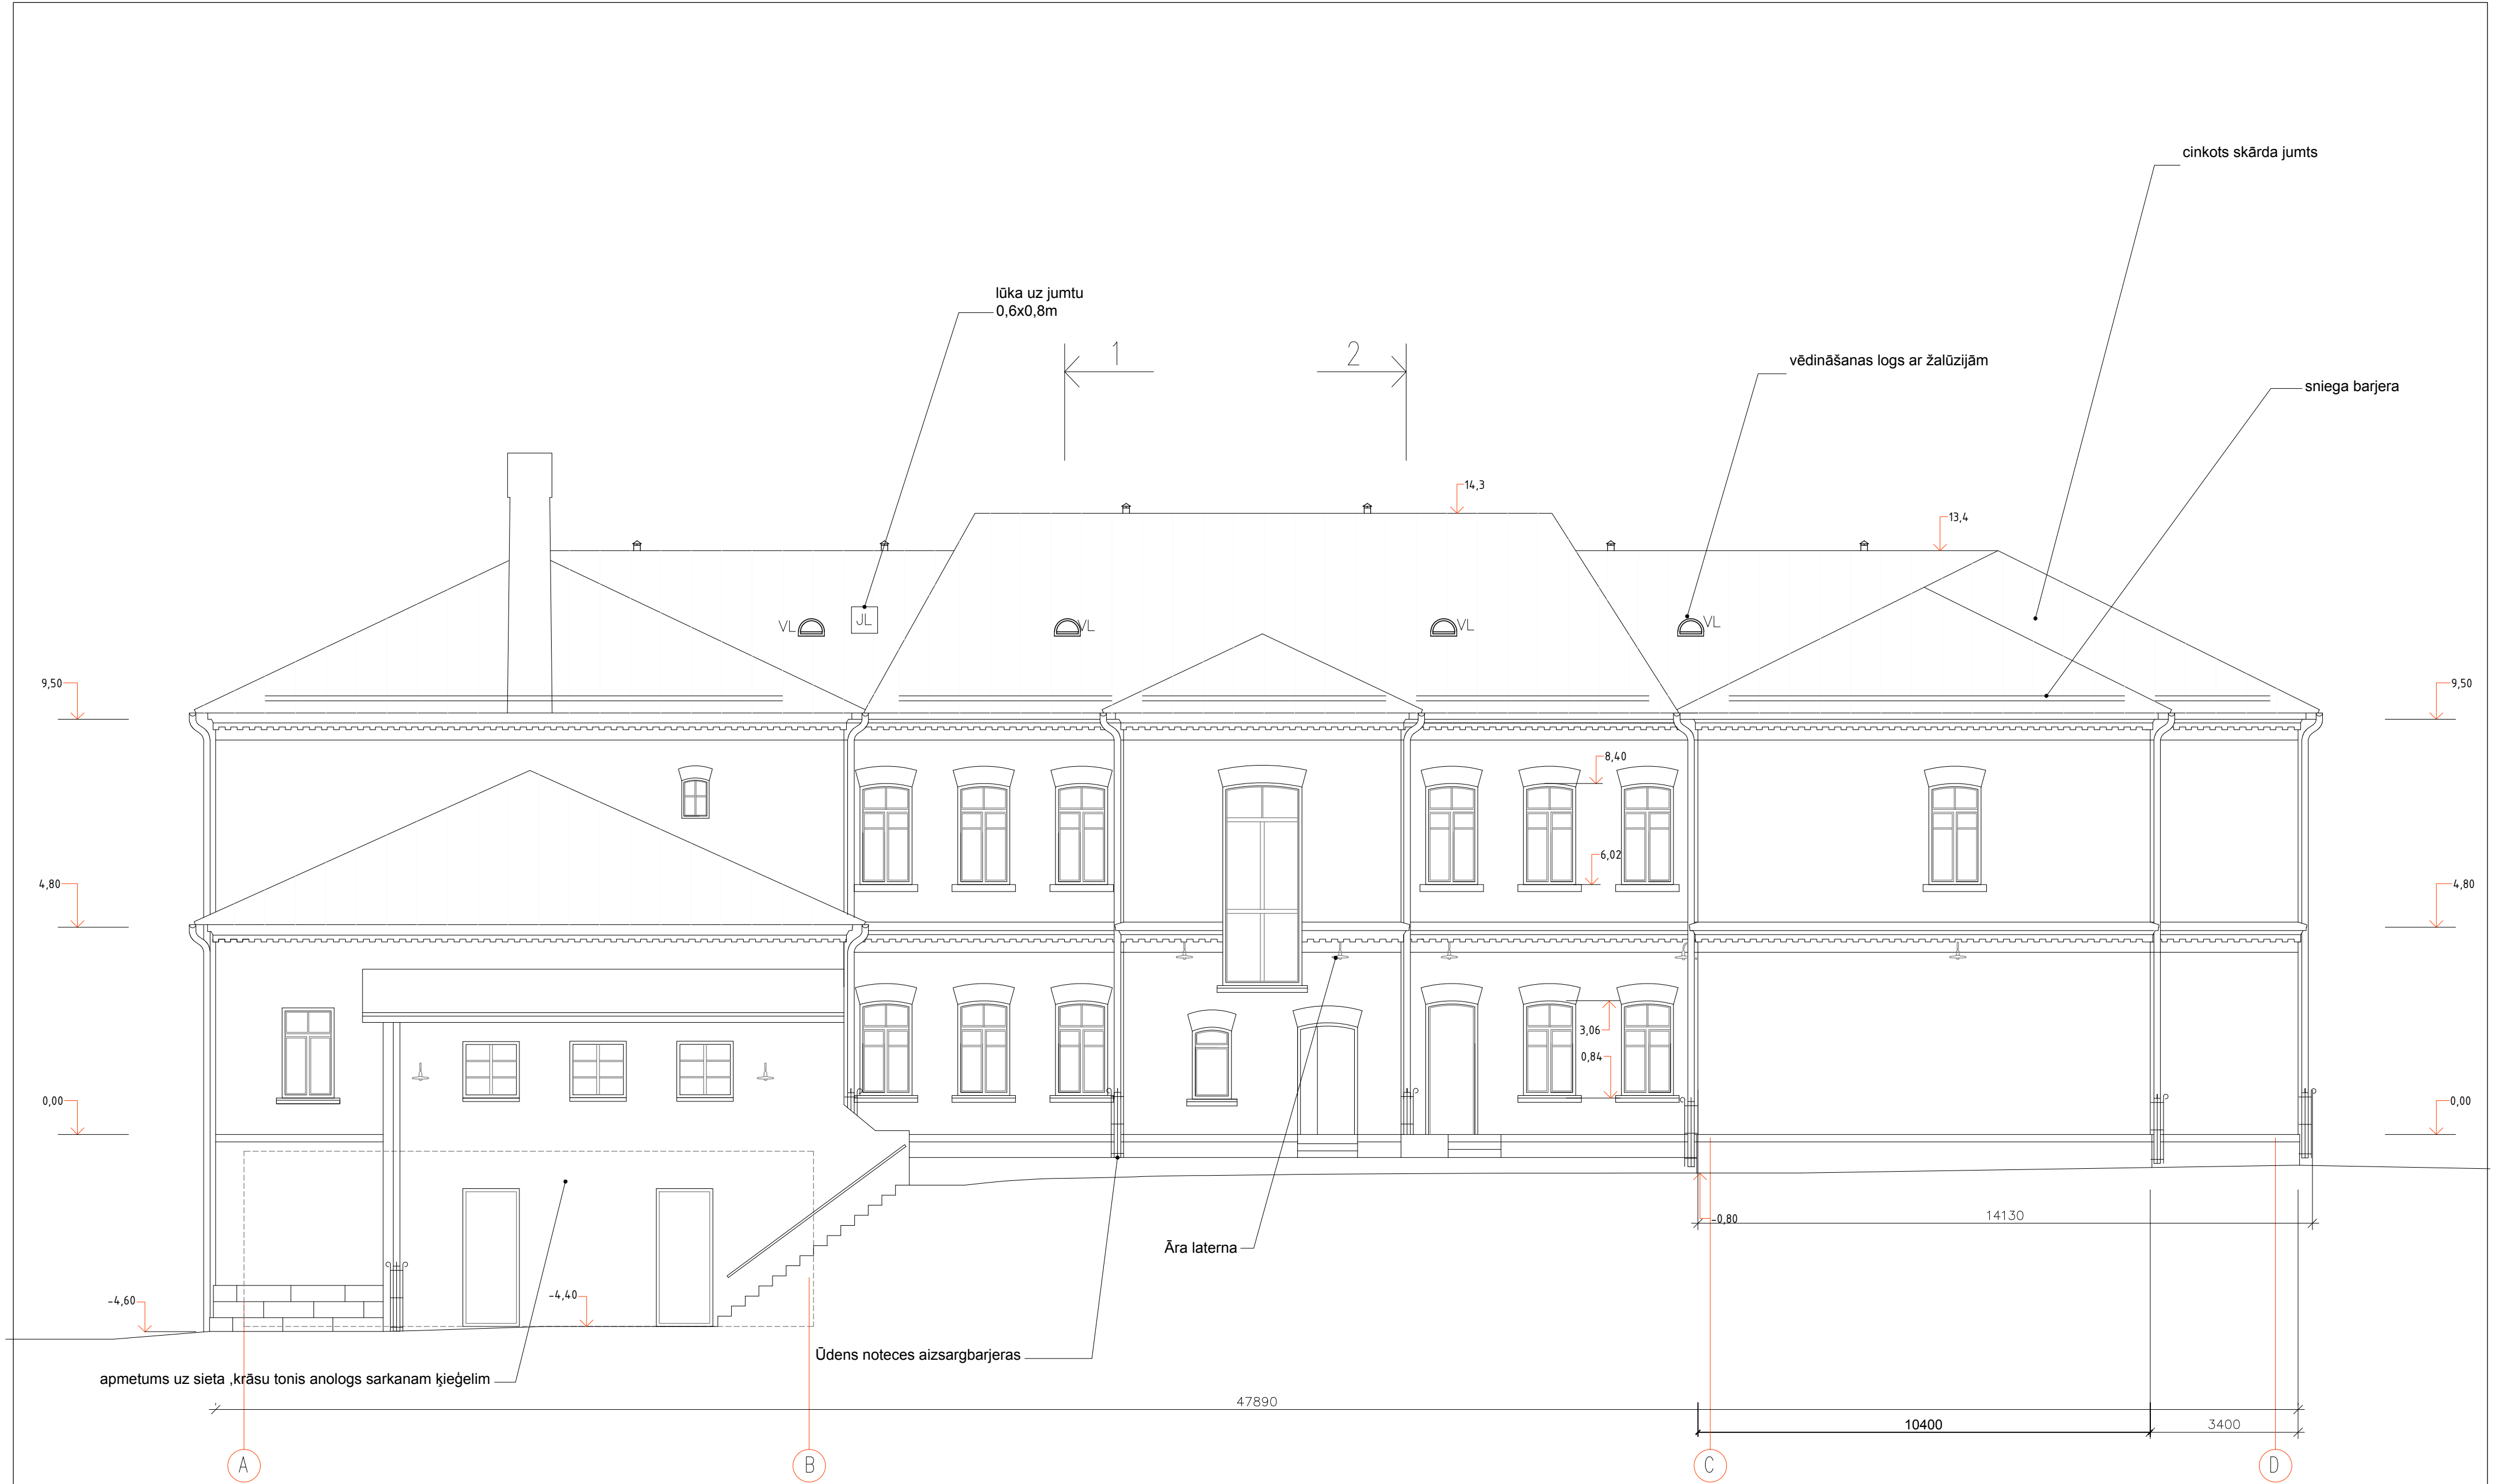 cinkots skārda jumts
lūka uz jumtu
0,6x0,8m
1
2
vēdināšanas logs ar žalūzijām
sniega barjera
14,3
13,4
VL
JL
VL
VL
VL
9,50
9,50
8,40
6,02
4,80
4,80
3,06
0,84
0,00
0,00
-0,80
14130
Āra laterna
-4,60
-4,40
Ūdens noteces aizsargbarjeras
apmetums uz sieta ,krāsu tonis anologs sarkanam ķieģelim
47890
10400
3400
A
B
C
D